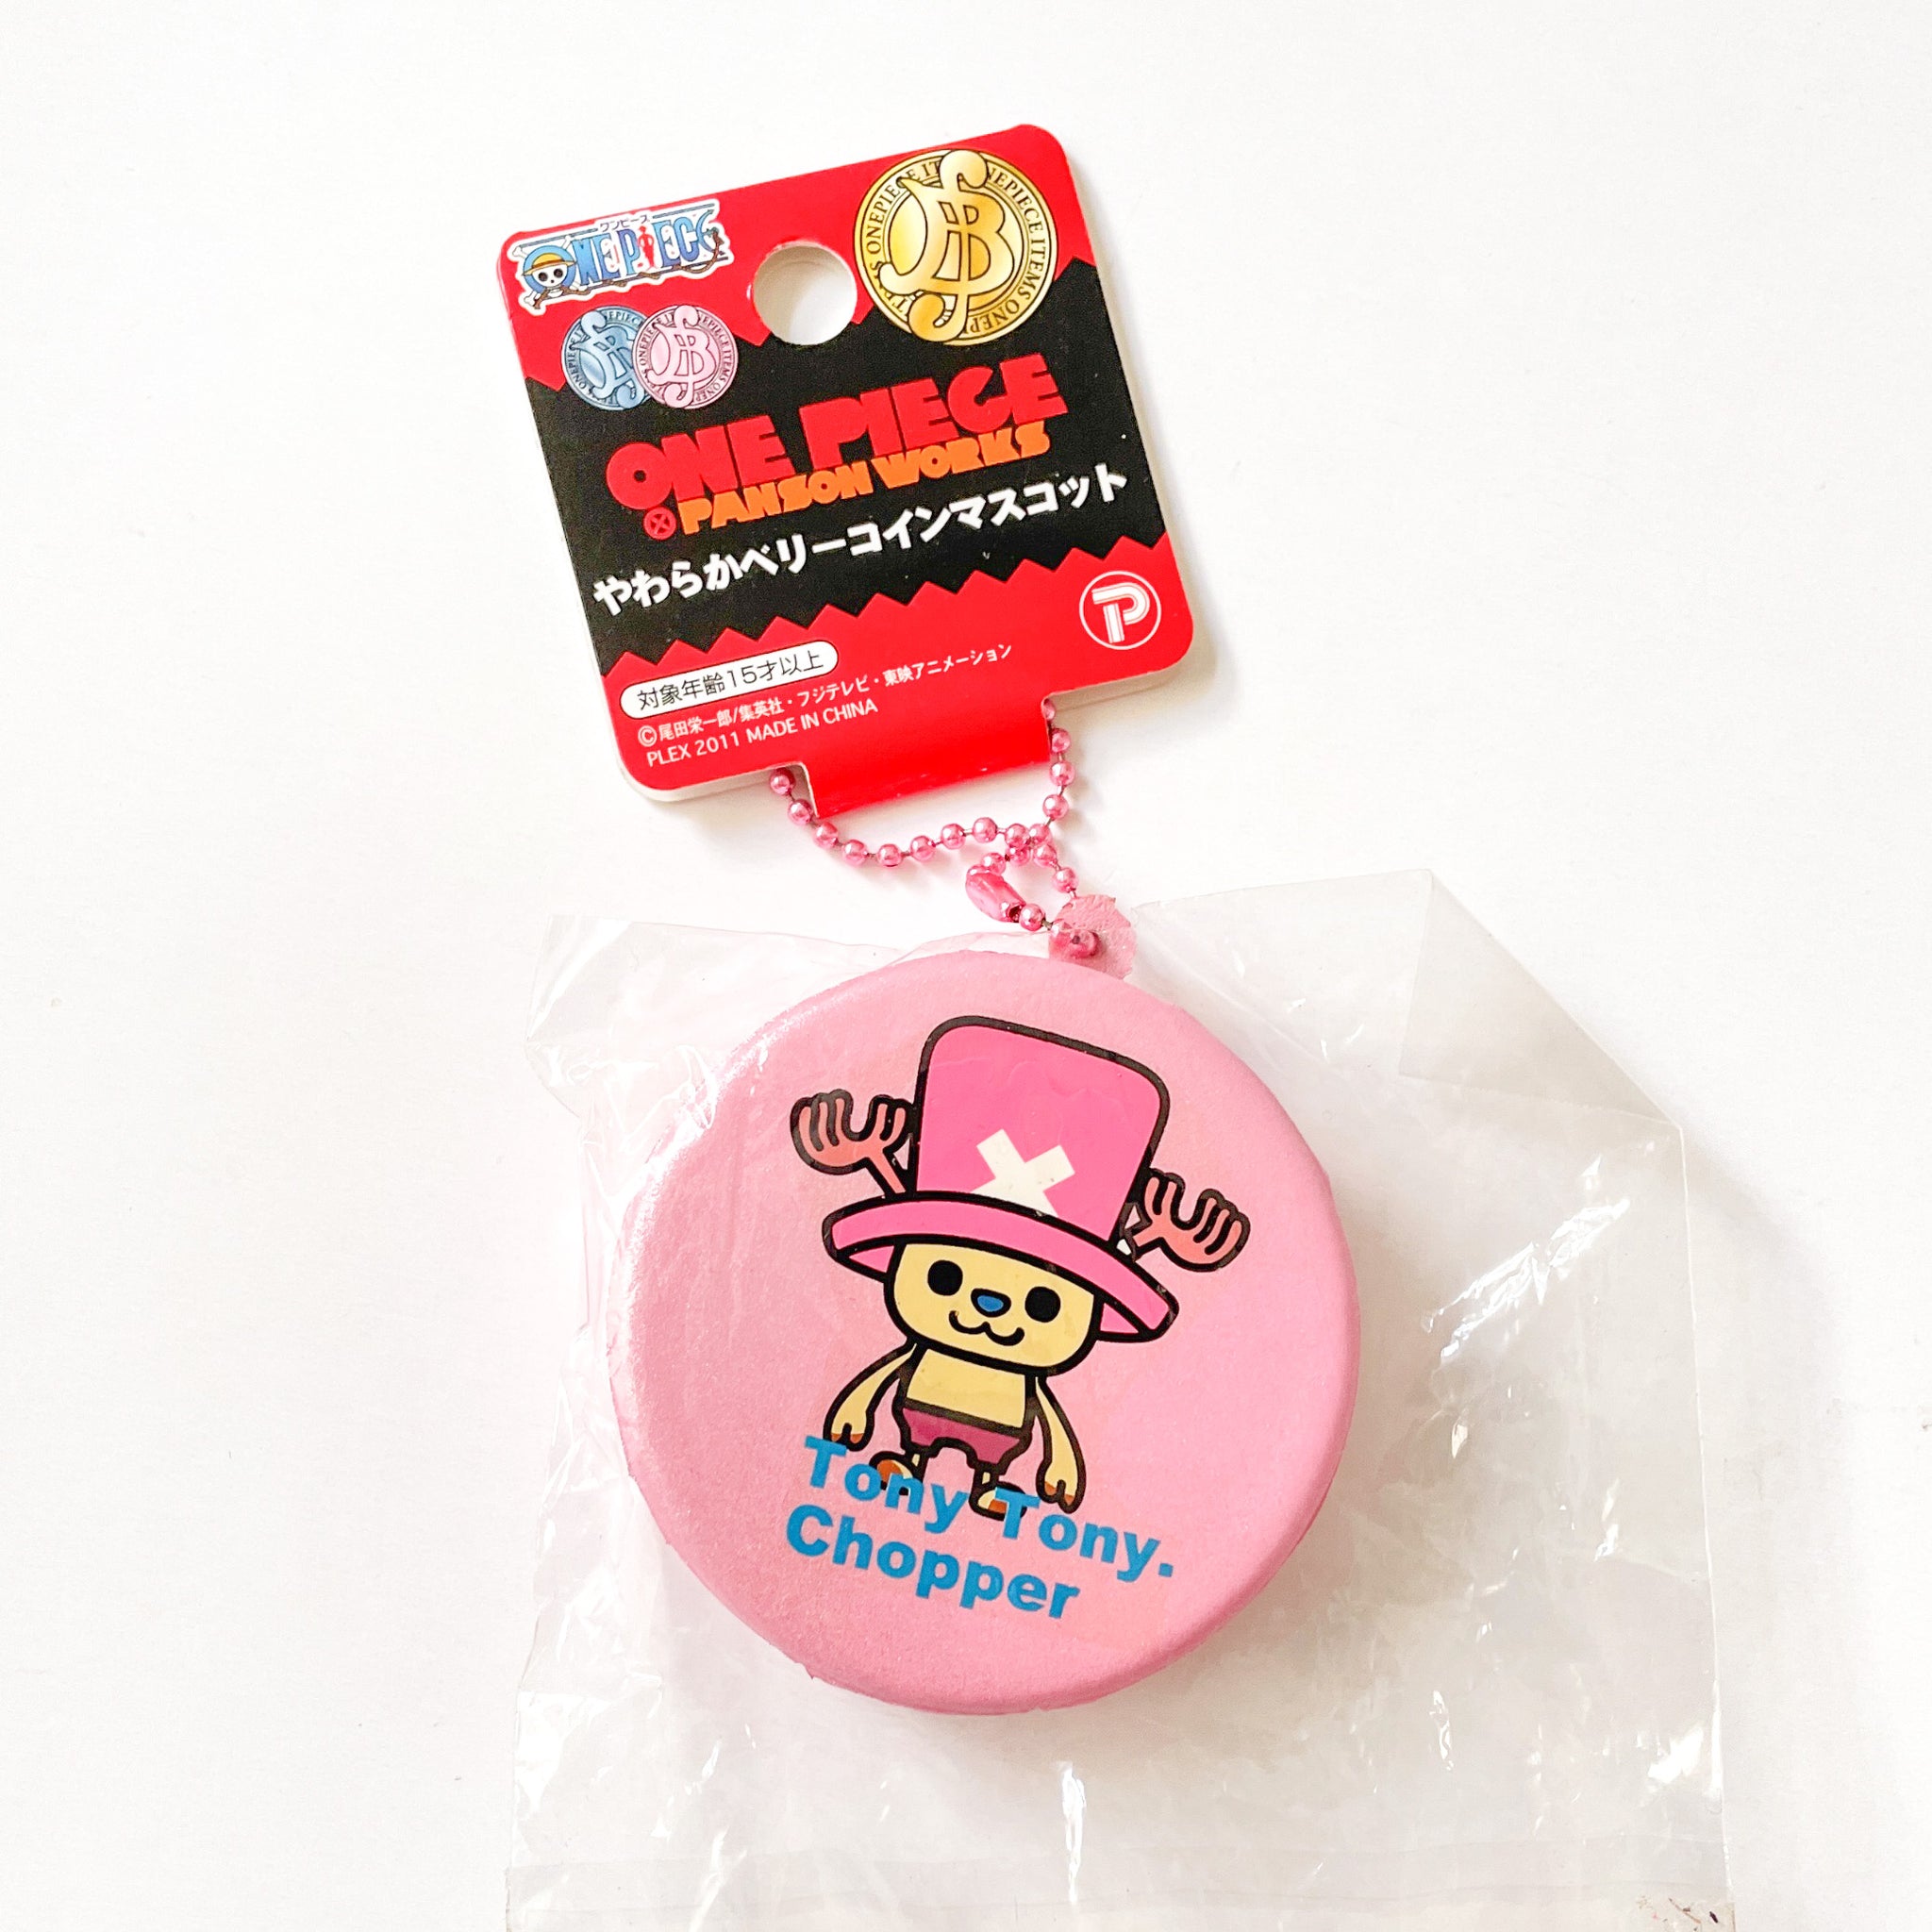 ワンピース
ONE PIECE
ONE PIECE
PANSON WORKS
やわらかベリーコインマスコット
対象年齢15才以上
©尾田栄一郎/集英社・フジテレビ・東映アニメーション
PLEX 2011 MADE IN CHINA
Tony Tony.
Chopper